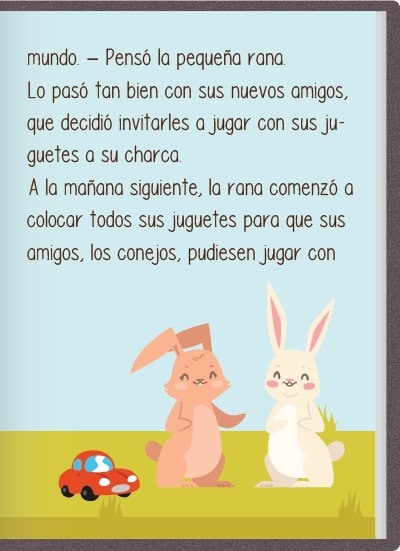 mundo. – Pensó la pequeña rana.
Lo pasó tan bien con sus nuevos amigos,
que decidió invitarles a jugar con sus ju-
guetes a su charca.
A la mañana siguiente, la rana comenzó a
colocar todos sus juguetes para que sus
amigos, los conejos, pudiesen jugar con